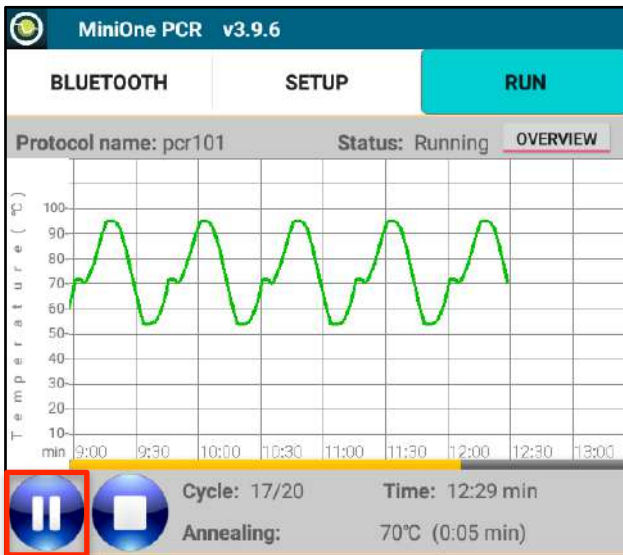 MiniOne PCR v3.9.6
BLUETOOTH SETUP RUN
Protocol name: pcr101 Status: Running OVERVIEW
Temperature (°C)
100
90
80
70
60
50
40
30
20
10
min 9:00 9:30 10:00 10:30 11:00 11:30 12:00 12:30 13:00
Cycle: 17/20 Time: 12:29 min
Annealing: 70°C (0:05 min)